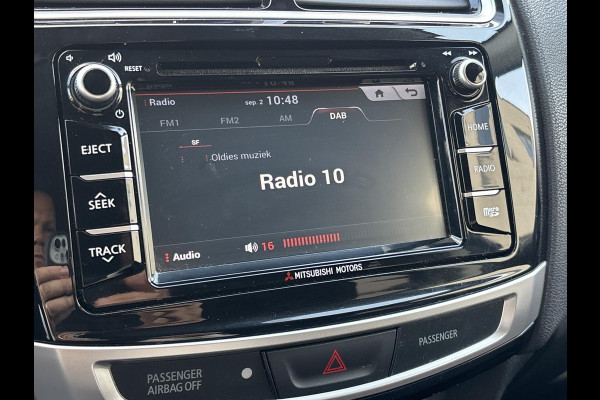 RESET
Radio
sep. 2 10:48
FM1 FM2 AM DAB
SF
Oldies muziek
Radio 10
Audio
16
EJECT
SEEK
TRACK
HOME
RADIO
micro
MITSUBISHI MOTORS
PASSENGER
AIRBAG OFF
PASSENGER